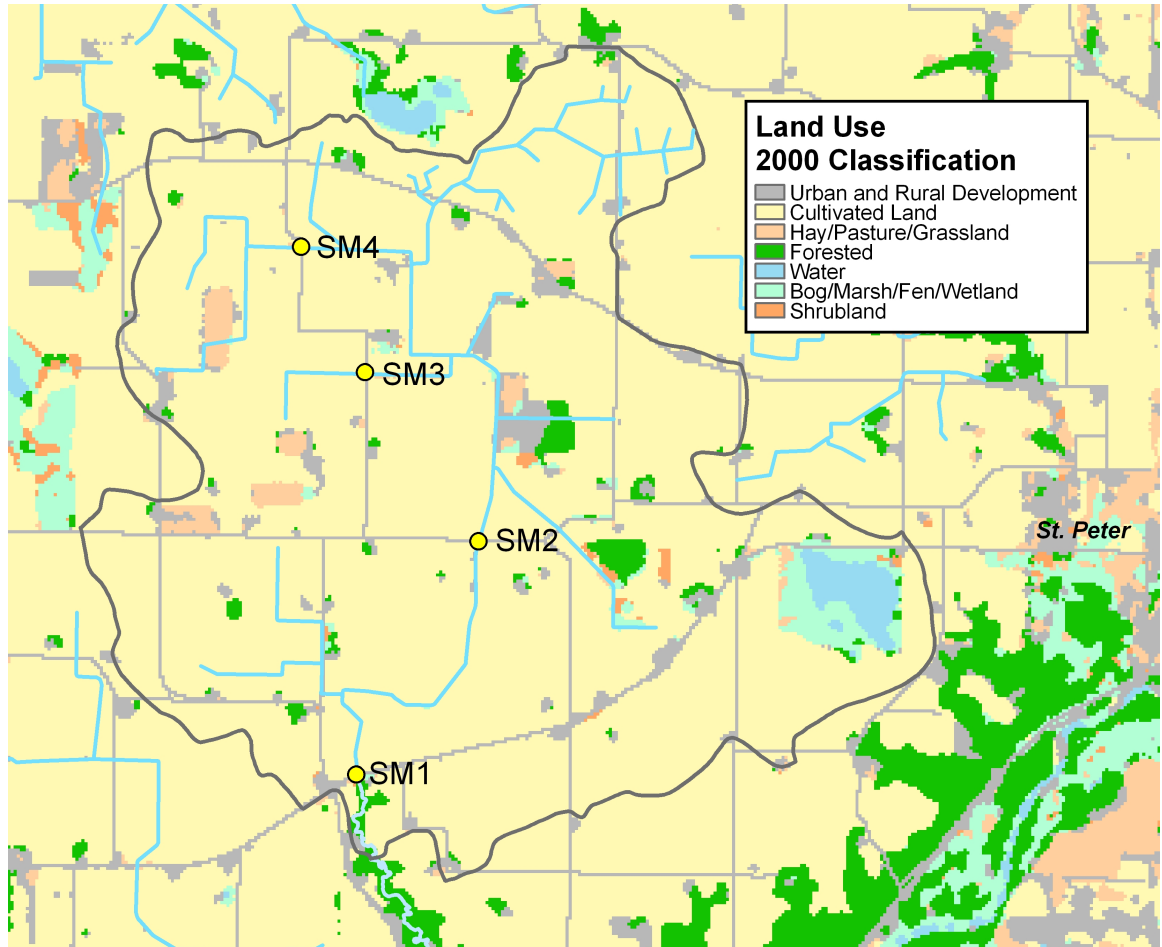 Land Use
2000 Classification
Urban and Rural Development
Cultivated Land
Hay/Pasture/Grassland
Forested
Water
Bog/Marsh/Fen/Wetland
Shrubland
SM4
SM3
SM2
St. Peter
SM1